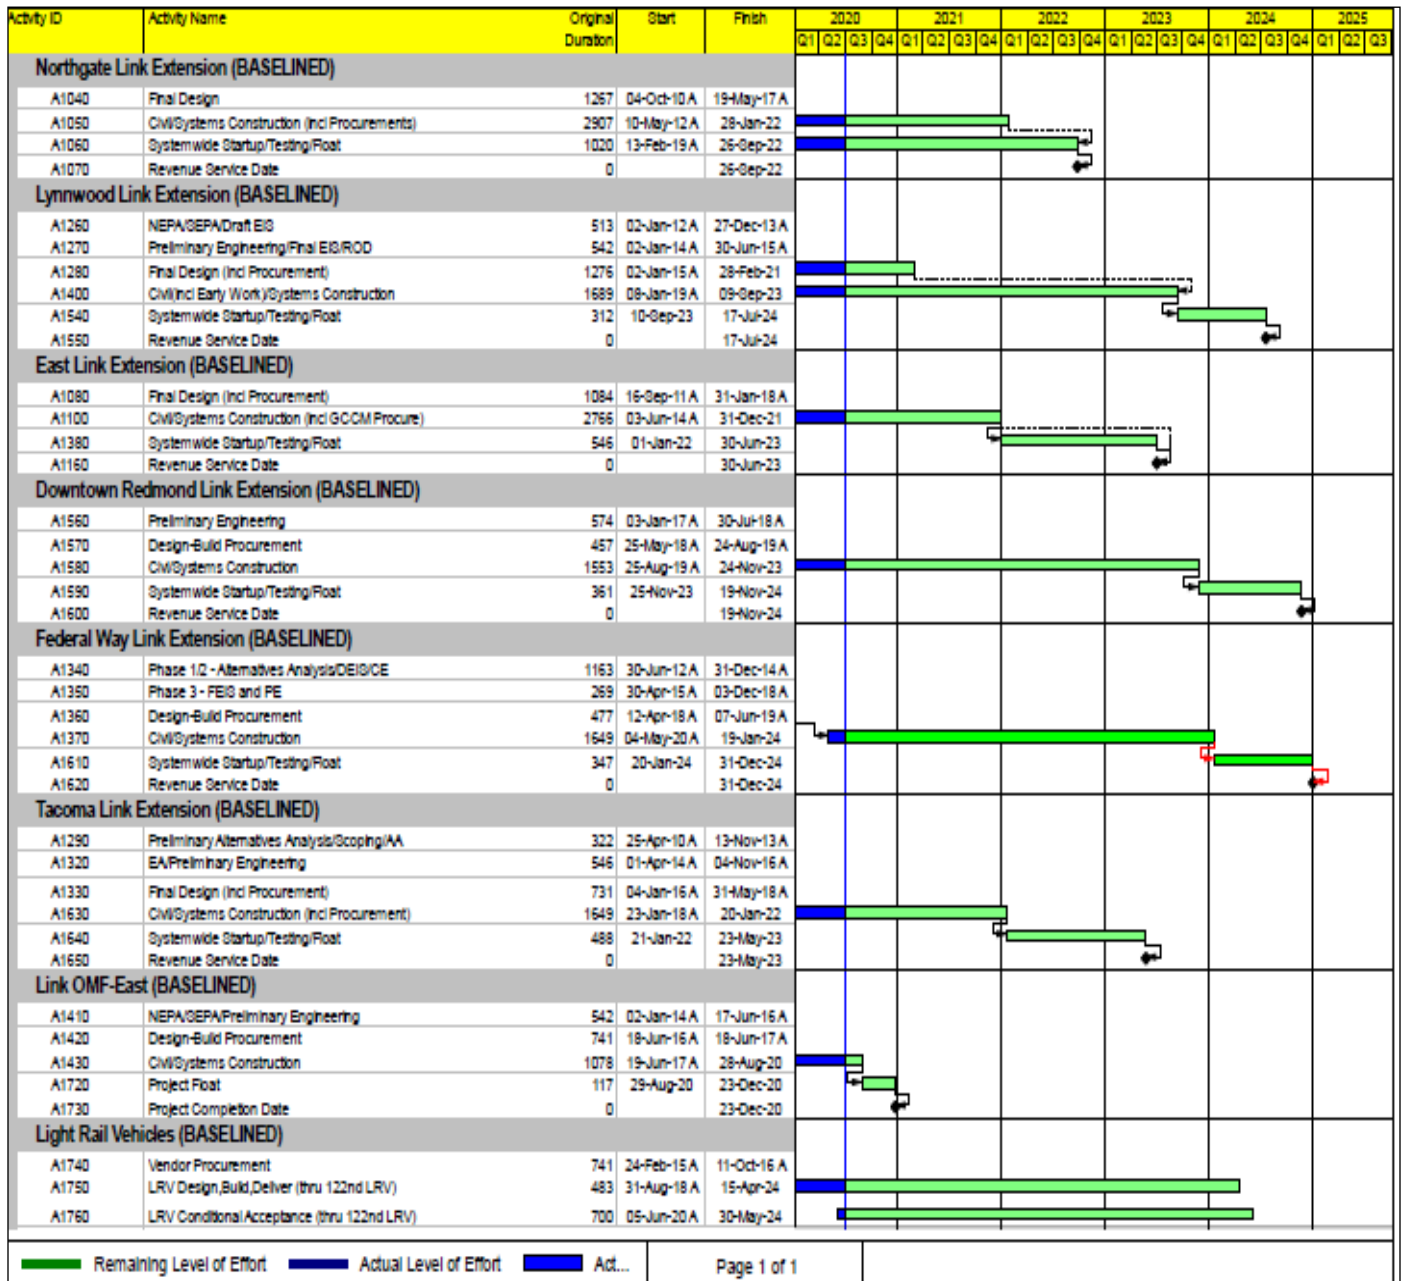 Activity ID Activity Name Original Duration Start Finish 2020 2021 2022 2023 2024 2025
Q1 Q2 Q3 Q4 Q1 Q2 Q3 Q4 Q1 Q2 Q3 Q4 Q1 Q2 Q3 Q4 Q1 Q2 Q3 Q4 Q1 Q2 Q3
Northgate Link Extension (BASELINED)
A1040 Final Design 1267 04-Oct-10 A 19-May-17 A
A1050 Civil/Systems Construction (incl Procurements) 2907 10-May-12 A 28-Jan-22
A1060 Systemwide Startup/Testing/Float 1020 13-Feb-19 A 26-Sep-22
A1070 Revenue Service Date 0 26-Sep-22
Lynnwood Link Extension (BASELINED)
A1260 NEPA/SEPA/Draft EIS 513 02-Jan-12 A 27-Dec-13 A
A1270 Preliminary Engineering/Final EIS/ROD 542 02-Jan-14 A 30-Jun-15 A
A1280 Final Design (Incl Procurement) 1276 02-Jan-15 A 28-Feb-21
A1400 Civil(Incl Early Work)/Systems Construction 1689 08-Jan-19 A 09-Sep-23
A1540 Systemwide Startup/Testing/Float 312 10-Sep-23 17-Jul-24
A1550 Revenue Service Date 0 17-Jul-24
East Link Extension (BASELINED)
A1080 Final Design (Incl Procurement) 1084 16-Sep-11 A 31-Jan-18 A
A1100 Civil/Systems Construction (Incl GCCM Procure) 2766 03-Jun-14 A 31-Dec-21
A1380 Systemwide Startup/Testing/Float 546 01-Jan-22 30-Jun-23
A1160 Revenue Service Date 0 30-Jun-23
Downtown Redmond Link Extension (BASELINED)
A1560 Preliminary Engineering 574 03-Jan-17 A 30-Jul-18 A
A1570 Design-Build Procurement 457 25-May-18 A 24-Aug-19 A
A1580 Civil/Systems Construction 1553 25-Aug-19 A 24-Nov-23
A1590 Systemwide Startup/Testing/Float 361 25-Nov-23 19-Nov-24
A1600 Revenue Service Date 0 19-Nov-24
Federal Way Link Extension (BASELINED)
A1340 Phase 1/2 - Alternatives Analysis/DEIS/CE 1163 30-Jun-12 A 31-Dec-14 A
A1350 Phase 3 - FEIS and PE 269 30-Apr-15 A 03-Dec-18 A
A1360 Design-Build Procurement 477 12-Apr-18 A 07-Jun-19 A
A1370 Civil/Systems Construction 1649 04-May-20 A 19-Jan-24
A1610 Systemwide Startup/Testing/Float 347 20-Jan-24 31-Dec-24
A1620 Revenue Service Date 0 31-Dec-24
Tacoma Link Extension (BASELINED)
A1290 Preliminary Alternatives Analysis/Scoping/AA 322 25-Apr-10 A 13-Nov-13 A
A1320 EA/Preliminary Engineering 546 01-Apr-14 A 04-Nov-16 A
A1330 Final Design (Incl Procurement) 731 04-Jan-16 A 31-May-18 A
A1630 Civil/Systems Construction (Incl Procurement) 1649 23-Jan-18 A 20-Jan-22
A1640 Systemwide Startup/Testing/Float 488 21-Jan-22 23-May-23
A1650 Revenue Service Date 0 23-May-23
Link OMF-East (BASELINED)
A1410 NEPA/SEPA/Preliminary Engineering 542 02-Jan-14 A 17-Jun-16 A
A1420 Design-Build Procurement 741 18-Jun-16 A 18-Jun-17 A
A1430 Civil/Systems Construction 1078 19-Jun-17 A 28-Aug-20
A1720 Project Float 117 29-Aug-20 23-Dec-20
A1730 Project Completion Date 0 23-Dec-20
Light Rail Vehicles (BASELINED)
A1740 Vendor Procurement 741 24-Feb-15 A 11-Oct-16 A
A1750 LRV Design,Build,Deliver (thru 122nd LRV) 483 31-Aug-18 A 15-Apr-24
A1760 LRV Conditional Acceptance (thru 122nd LRV) 700 05-Jun-20 A 30-May-24
Remaining Level of Effort Actual Level of Effort Act... Page 1 of 1